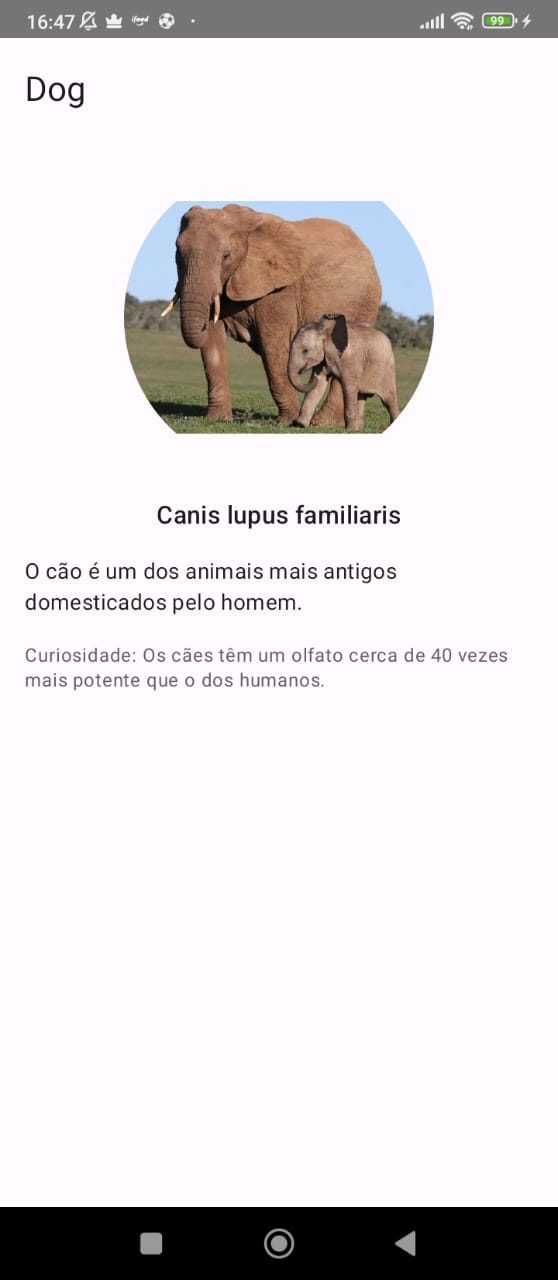 16:47
ifood
99
Dog
Canis lupus familiaris
O cão é um dos animais mais antigos
domesticados pelo homem.
Curiosidade: Os cães têm um olfato cerca de 40 vezes
mais potente que o dos humanos.